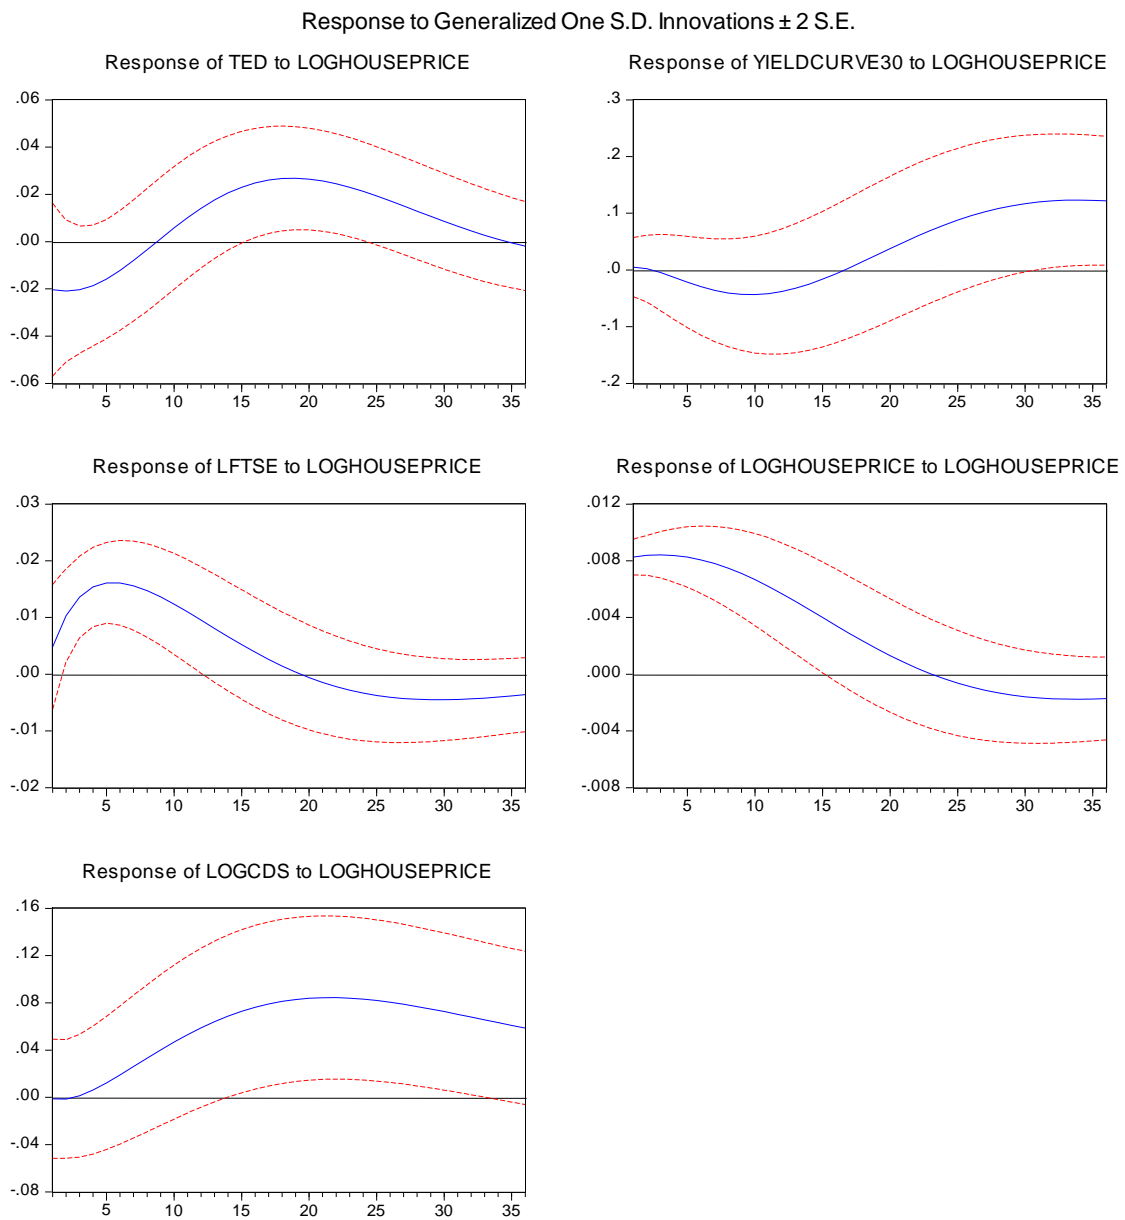 Response to Generalized One S.D. Innovations ± 2 S.E.
Response of TED to LOGHOUSEPRICE
.06
.04
.02
.00
-.02
-.04
-.06
5 10 15 20 25 30 35
Response of YIELDCURVE30 to LOGHOUSEPRICE
.3
.2
.1
.0
-.1
-.2
5 10 15 20 25 30 35
Response of LFTSE to LOGHOUSEPRICE
.03
.02
.01
.00
-.01
-.02
5 10 15 20 25 30 35
Response of LOGHOUSEPRICE to LOGHOUSEPRICE
.012
.008
.004
.000
-.004
-.008
5 10 15 20 25 30 35
Response of LOGCDS to LOGHOUSEPRICE
.16
.12
.08
.04
.00
-.04
-.08
5 10 15 20 25 30 35